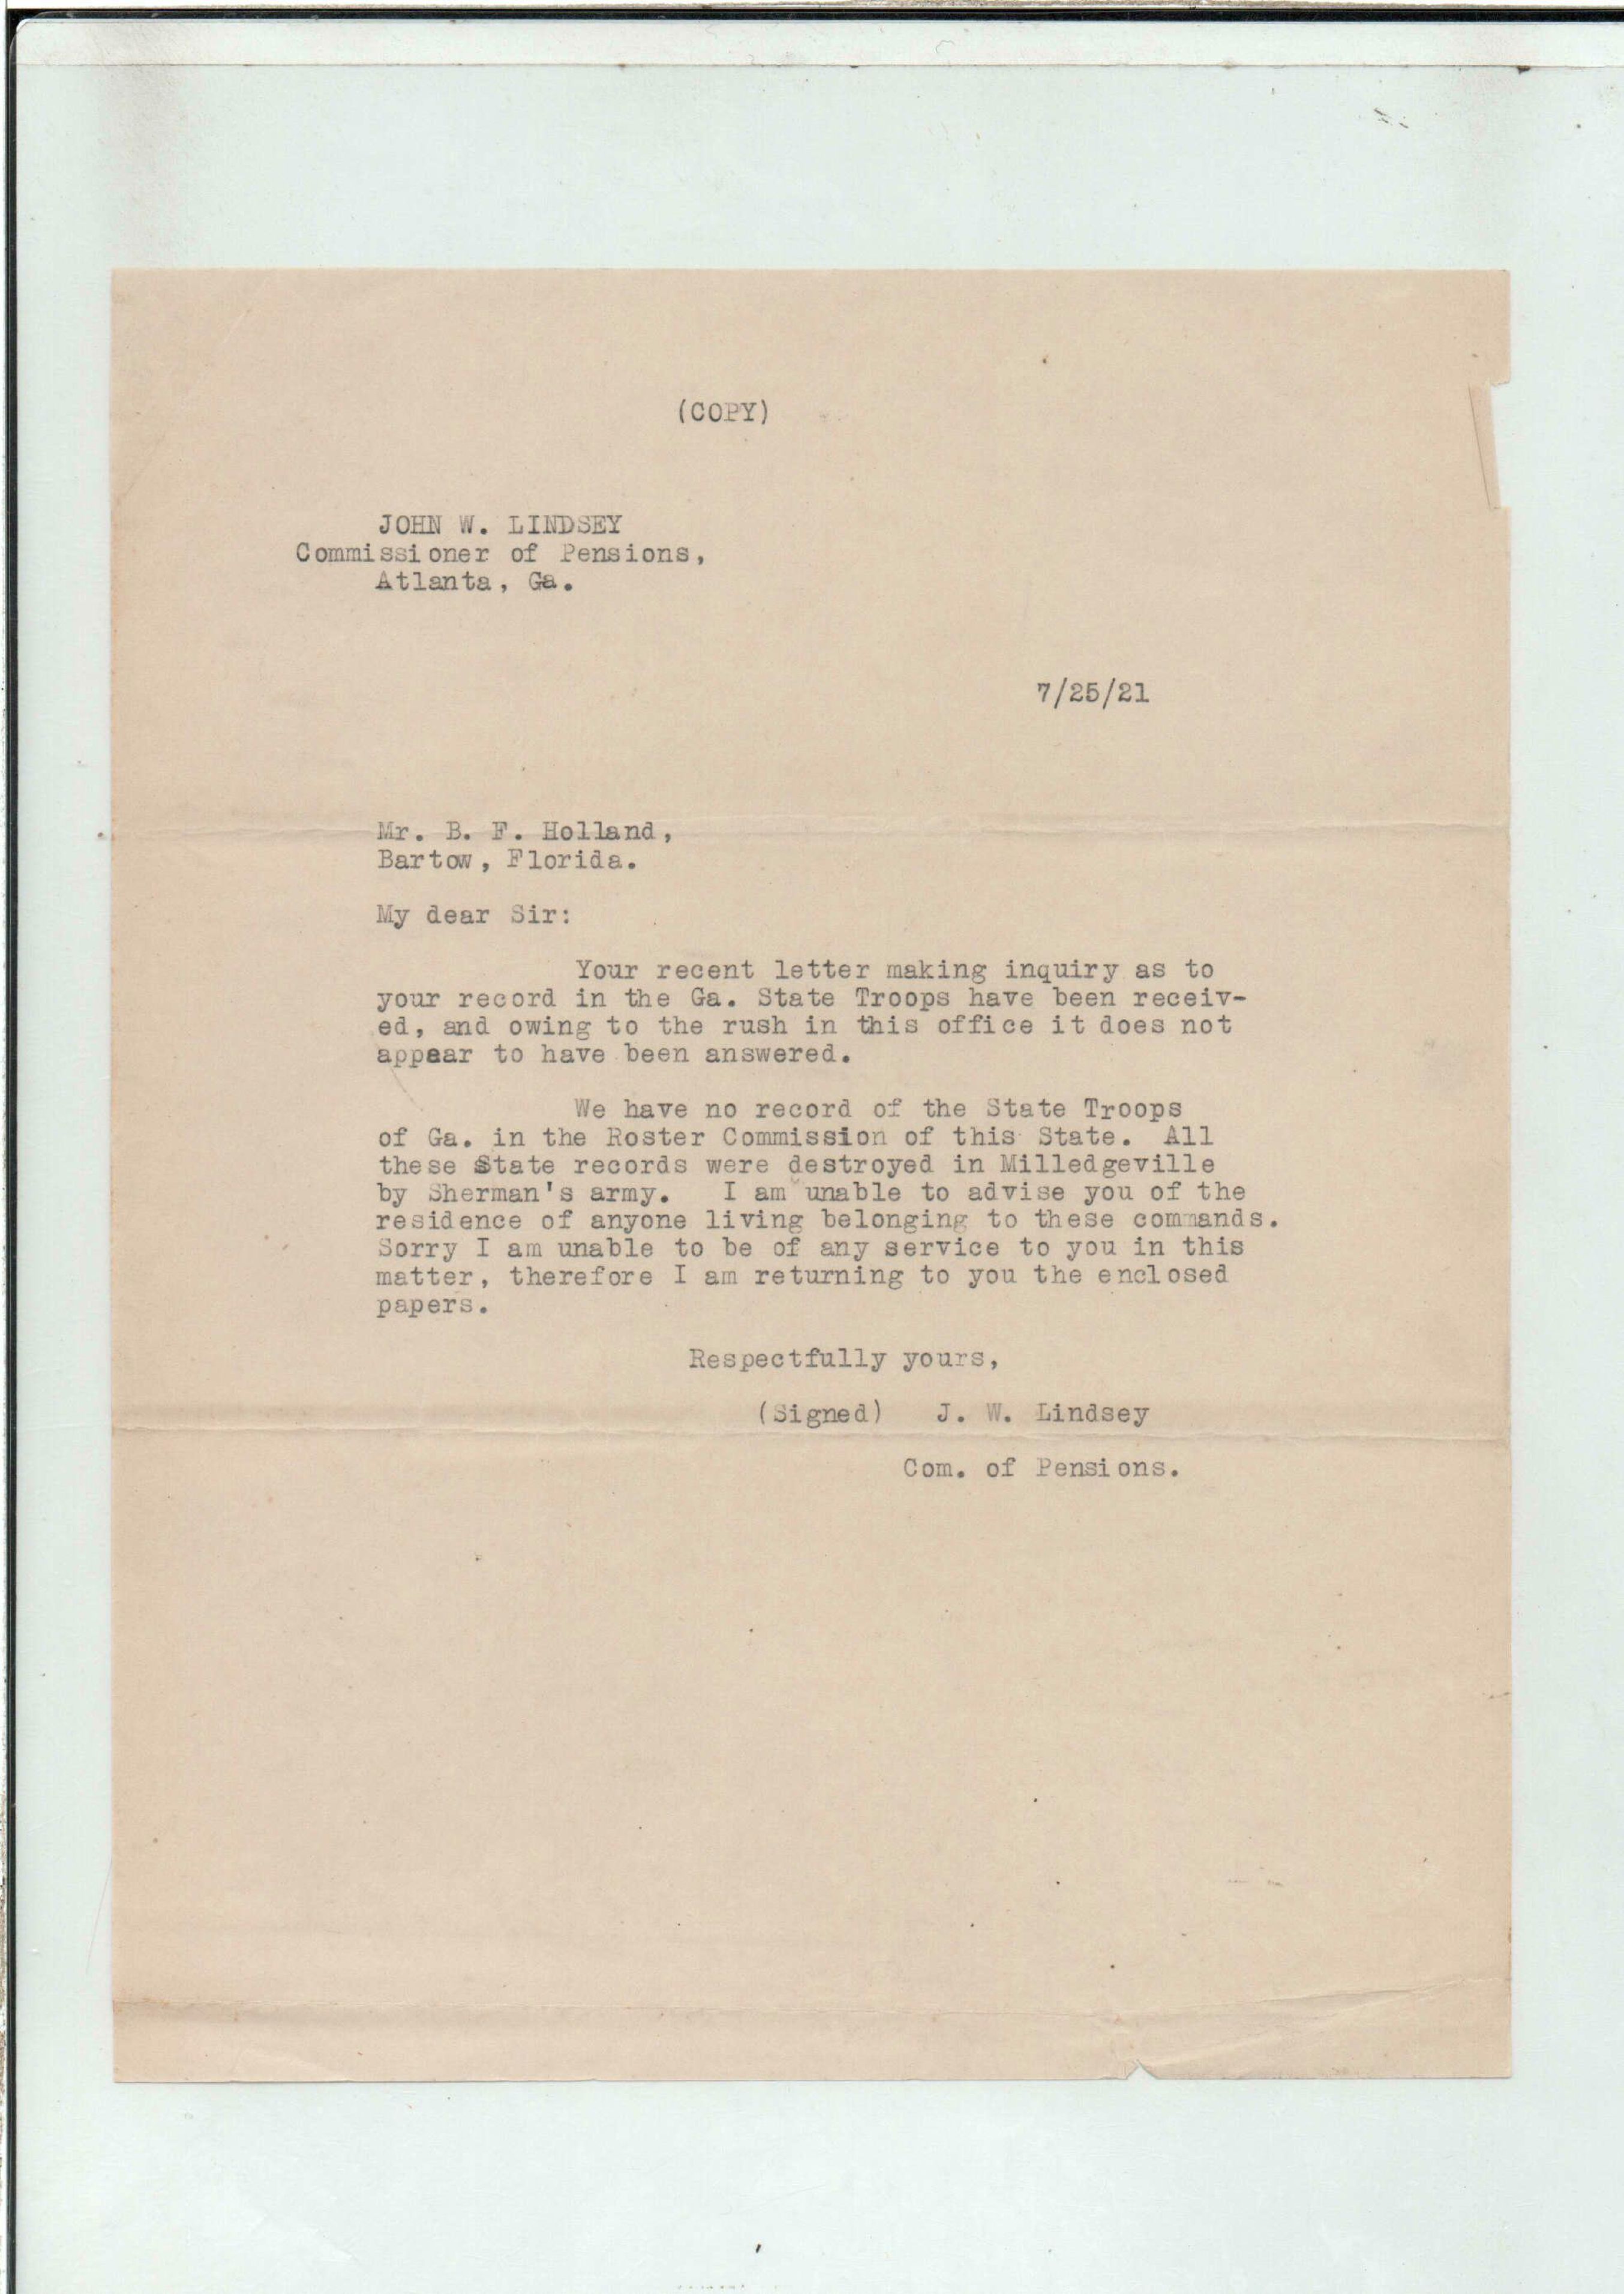 (COPY)
JOHN W. LINDSEY
Commissioner of Pensions,
Atlanta, Ga.
7/25/21
Mr. B. F. Holland,
Bartow, Florida.
My dear Sir:
Your recent letter making inquiry as to
your record in the Ga. State Troops have been receiv-
ed, and owing to the rush in this office it does not
appear to have been answered.
We have no record of the State Troops
of Ga. in the Roster Commission of this State. All
these State records were destroyed in Milledgeville
by Sherman's army. I am unable to advise you of the
residence of anyone living belonging to these commands.
Sorry I am unable to be of any service to you in this
matter, therefore I am returning to you the enclosed
papers.
Respectfully yours,
(Signed) J. W. Lindsey
Com. of Pensions.